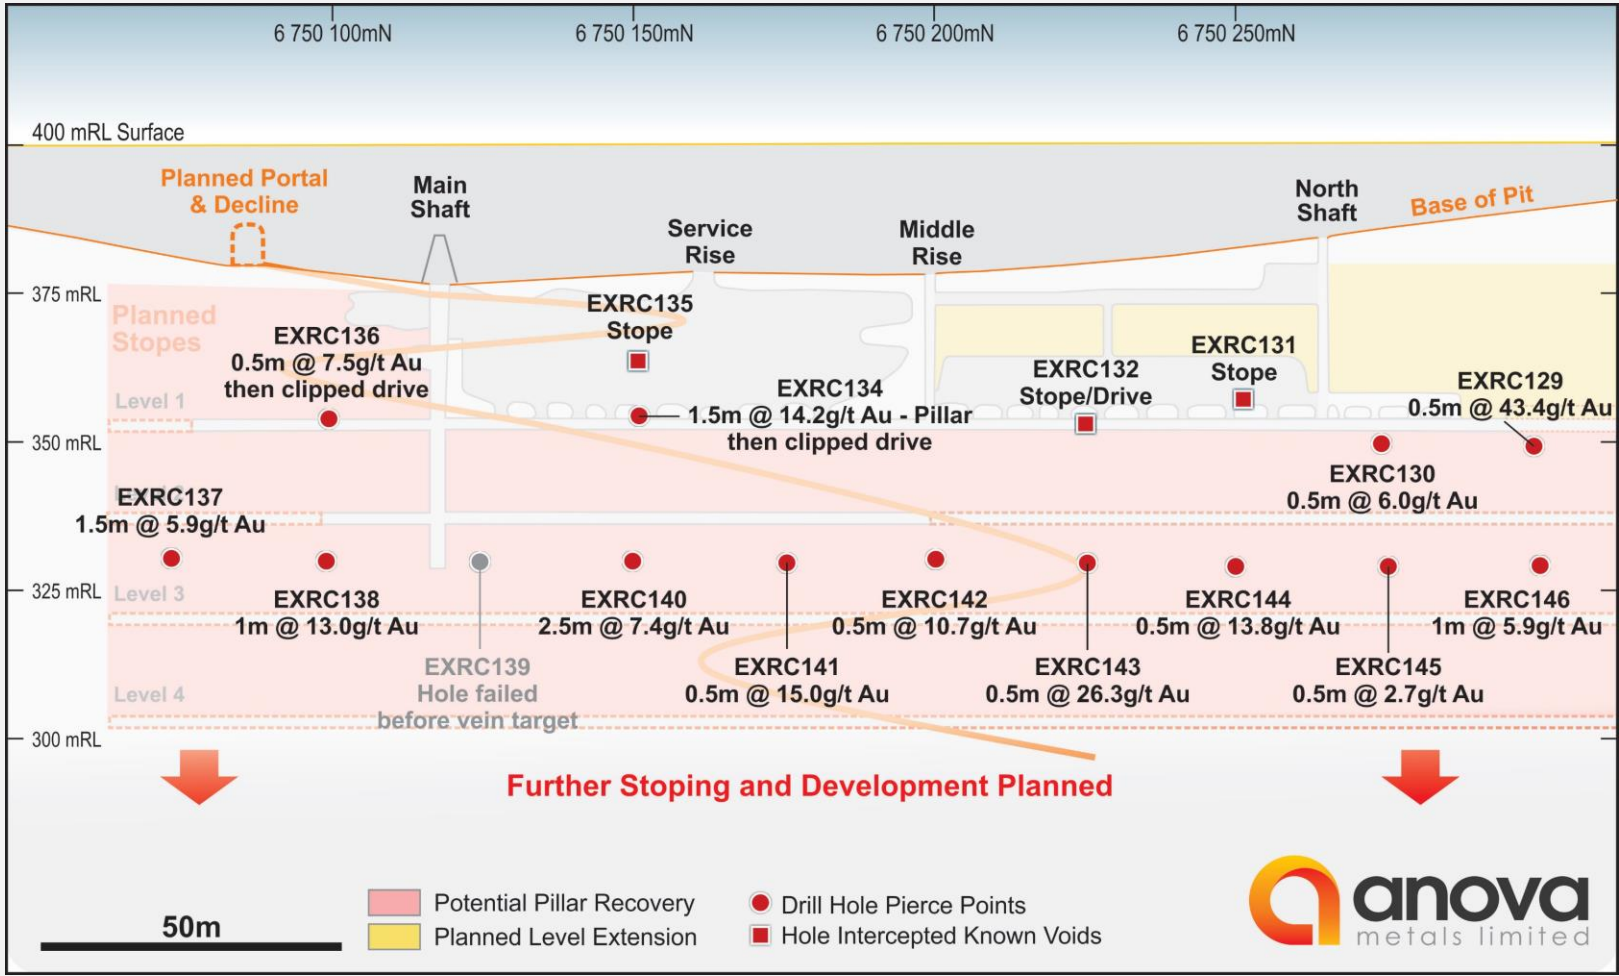 6 750 100mN
6 750 150mN
6 750 200mN
6 750 250mN
400 mRL Surface
Planned Portal
& Decline
Main
Shaft
Service
Rise
Middle
Rise
North
Shaft
Base of Pit
375 mRL
Planned
Stopes
EXRC136
0.5m @ 7.5g/t Au
then clipped drive
EXRC135
Stope
EXRC134
1.5m @ 14.2g/t Au - Pillar
then clipped drive
EXRC132
Stope/Drive
EXRC131
Stope
EXRC129
0.5m @ 43.4g/t Au
Level 1
350 mRL
EXRC130
0.5m @ 6.0g/t Au
Level 2
EXRC137
1.5m @ 5.9g/t Au
325 mRL
Level 3
EXRC138
1m @ 13.0g/t Au
EXRC140
2.5m @ 7.4g/t Au
EXRC142
0.5m @ 10.7g/t Au
EXRC144
0.5m @ 13.8g/t Au
EXRC146
1m @ 5.9g/t Au
EXRC139
Hole failed
before vein target
EXRC141
0.5m @ 15.0g/t Au
EXRC143
0.5m @ 26.3g/t Au
EXRC145
0.5m @ 2.7g/t Au
Level 4
300 mRL
Further Stoping and Development Planned
50m
Potential Pillar Recovery
Planned Level Extension
Drill Hole Pierce Points
Hole Intercepted Known Voids
anova
metals limited